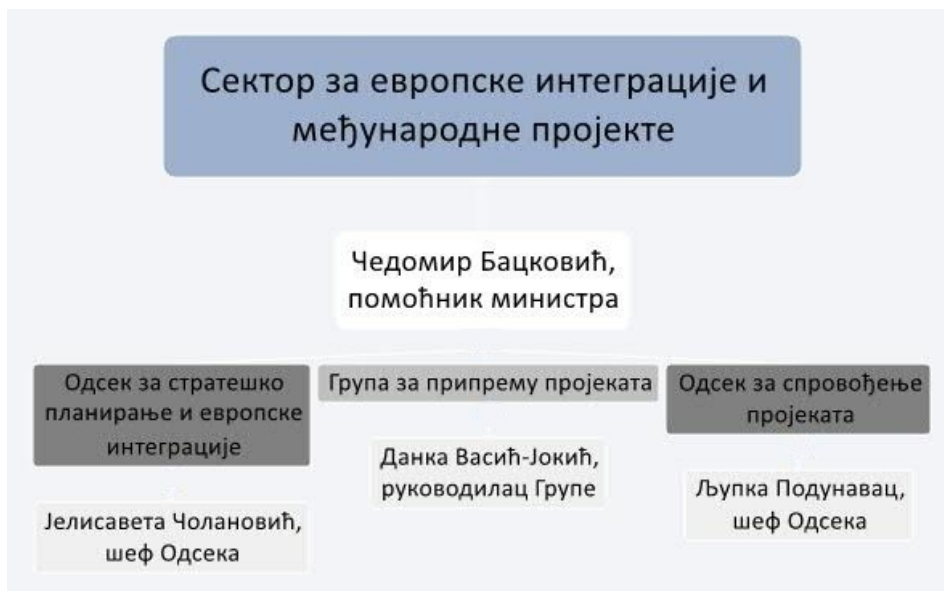 Сектор за европске интеграције и
међународне пројекте
Чедомир Бацковић,
помоћник министра
Одсек за стратешко
планирање и европске
интеграције
Јелисавета Чолановић,
шеф Одсека
Група за припрему пројеката
Данка Васић-Јокић,
руководилац Групе
Одсек за спровођење
пројеката
Љупка Подунавац,
шеф Одсека